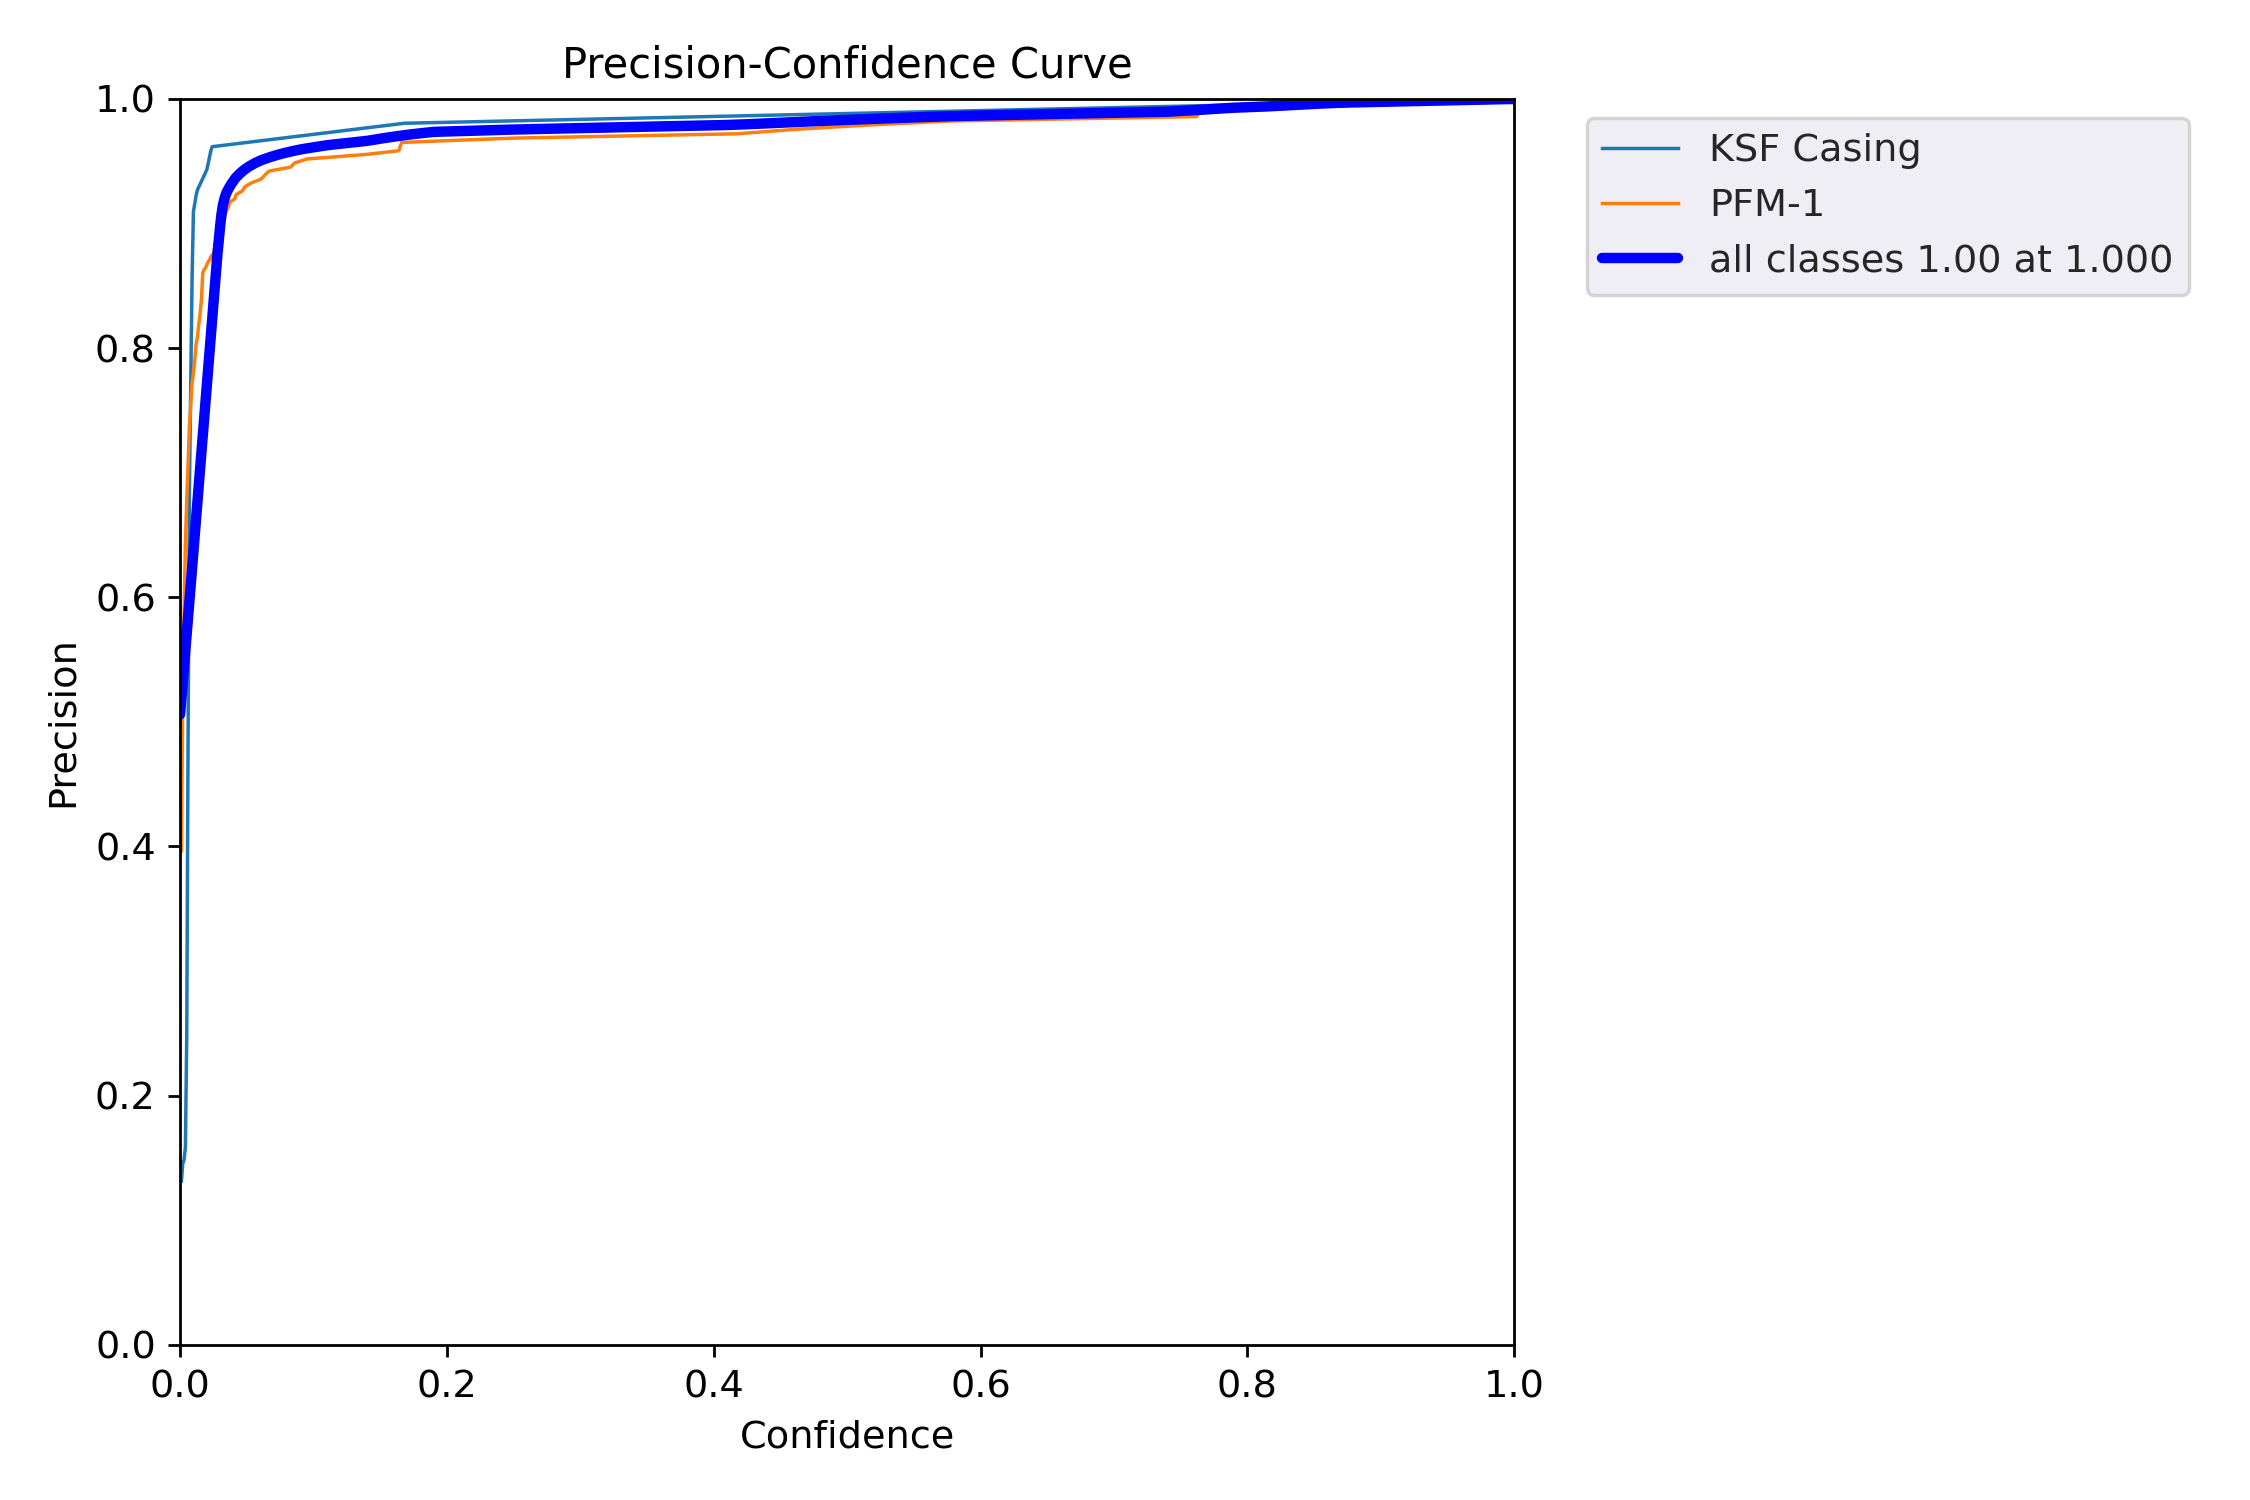 Precision-Confidence Curve
1.0
0.8
0.6
0.4
0.2
0.0
Precision
0.0 0.2 0.4 0.6 0.8 1.0
Confidence
KSF Casing
PFM-1
all classes 1.00 at 1.000